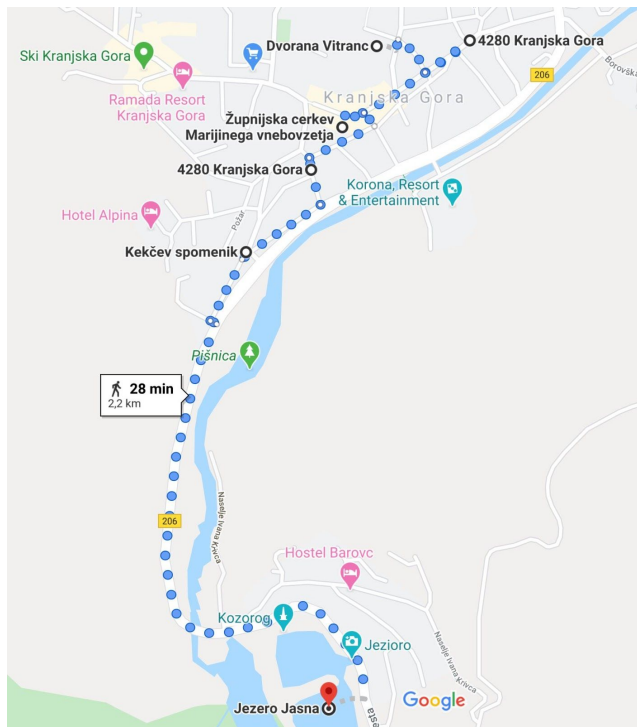 Dvorana Vitranc
4280 Kranjska Gora
Ski Kranjska Gora
206
Borovška
Ramada Resort
Kranjska Gora
Kranjska Gora
Župnijska cerkev
Marijinega vnebovzetja
4280 Kranjska Gora
Korona, Resort
& Entertainment
Hotel Alpina
Požar
Kekčev spomenik
Pišnica
28 min
2,2 km
Naselje Ivana Krivca
206
Hostel Barovc
Kozorog
Jezioro
Naselje Ivana Krivca
Jezero Jasna
Google
esta